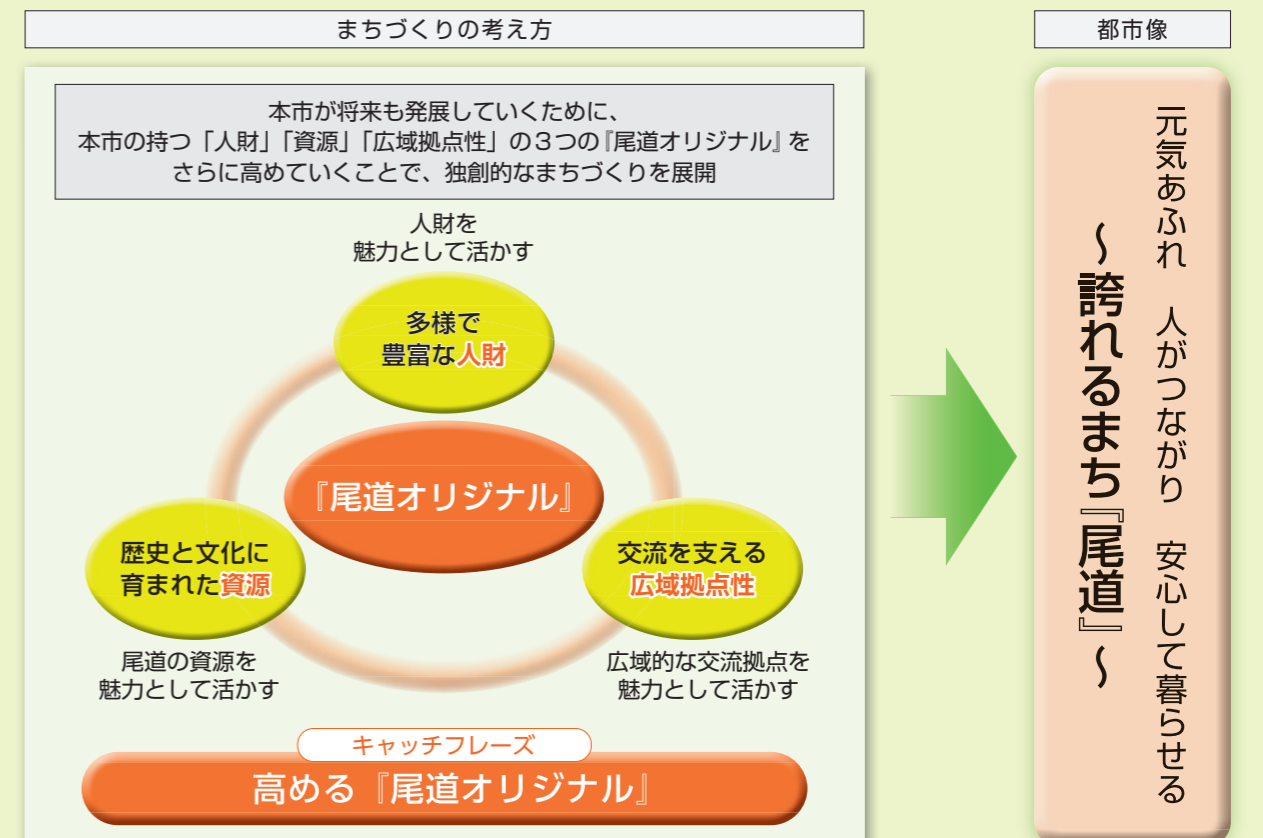 まちづくりの考え方
本市が将来も発展していくために、
本市の持つ「人財」「資源」「広域拠点性」の３つの『尾道オリジナル』を
さらに高めていくことで、独創的なまちづくりを展開
人財を
魅力として活かす
多様で
豊富な人財
『尾道オリジナル』
歴史と文化に
育まれた資源
交流を支える
広域拠点性
尾道の資源を
魅力として活かす
広域的な交流拠点を
魅力として活かす
キャッチフレーズ
高める『尾道オリジナル』
都市像
元気あふれ　人がつながり　安心して暮らせる
～誇れるまち『尾道』～